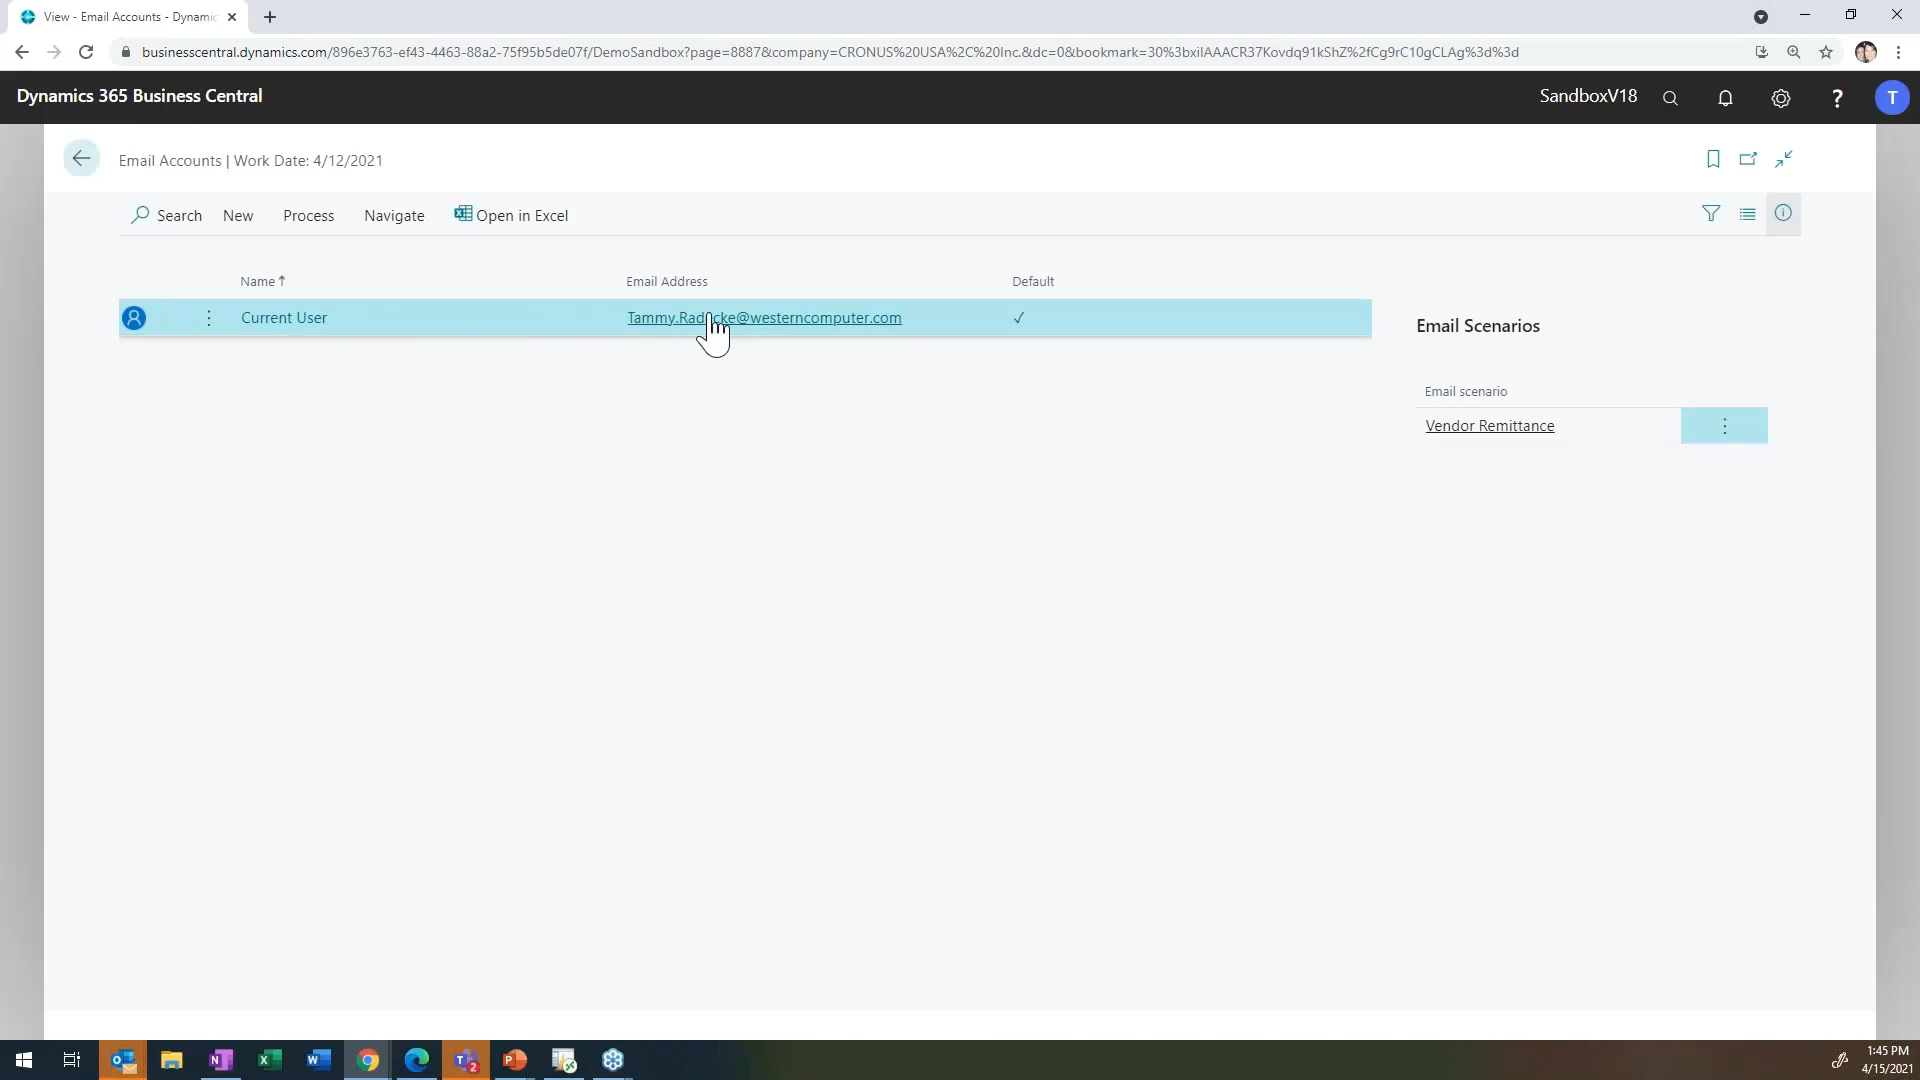 View - Email Accounts - Dynamic
businesscentral.dynamics.com/896e3763-ef43-4463-88a2-75f95b5de07f/DemoSandbox?page=8887&company=CRONUS%20USA%2C%20Inc.&dc=0&bookmark=30%3bxilAAACR37Kovdq91kShZ%2fCg9rC10gCLAg%3d%3d
Dynamics 365 Business Central
SandboxV18
?
T
Email Accounts | Work Date: 4/12/2021
Search New Process Navigate Open in Excel
Name Email Address Default
Current User Tammy.Rad cke@westerncomputer.com
Email Scenarios
Email scenario
Vendor Remittance
1:45 PM
4/15/2021